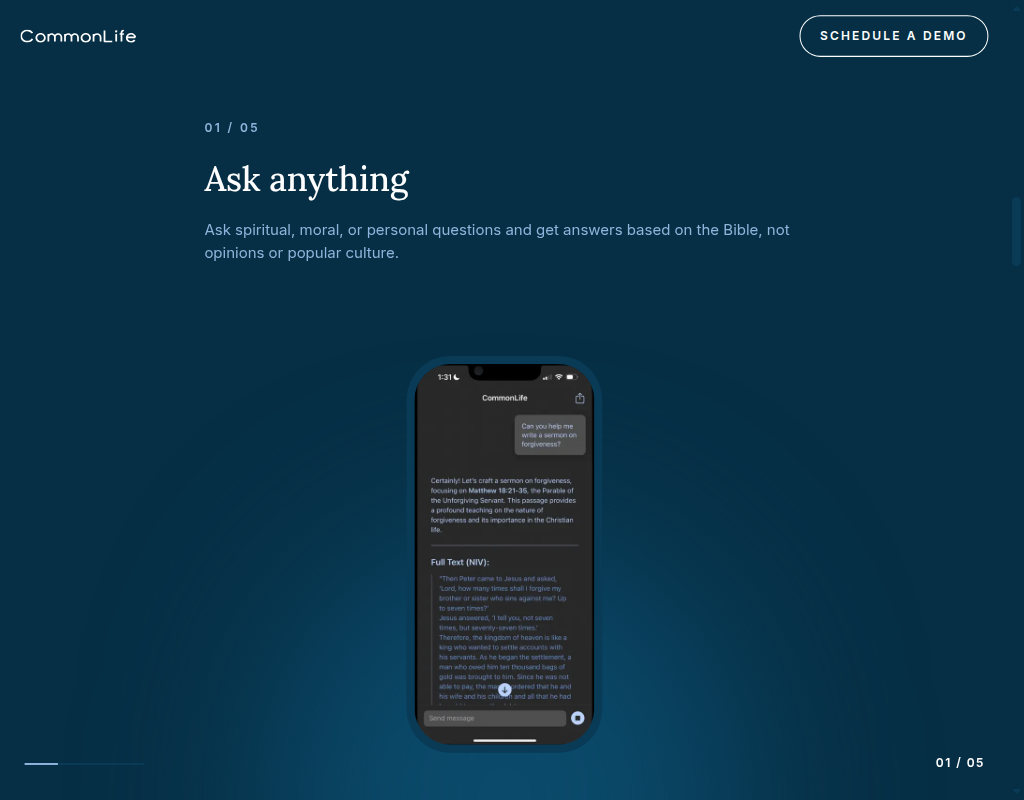 CommonLife
SCHEDULE A DEMO
01 / 05
Ask anything
Ask spiritual, moral, or personal questions and get answers based on the Bible, not
opinions or popular culture.
1:31
CommonLife
Can you help me
write a sermon on
forgiveness?
Certainly! Let's craft a sermon on forgiveness,
focusing on Matthew 18:21-35, the Parable of
the Unforgiving Servant. This passage provides
a profound teaching on the nature of
forgiveness and its importance in the Christian
life.
Full Text (NIV):
"Then Peter came to Jesus and asked,
'Lord, how many times shall I forgive my
brother or sister who sins against me? Up
to seven times?'
Jesus answered, 'I tell you, not seven
times, but seventy-seven times.'
Therefore, the kingdom of heaven is like a
king who wanted to settle accounts with
his servants. As he began the settlement, a
man who owed him ten thousand bags of
gold was brought to him. Since he was not
able to pay, the ordered that he and
his wife and his and all that he had
Send message
01 / 05